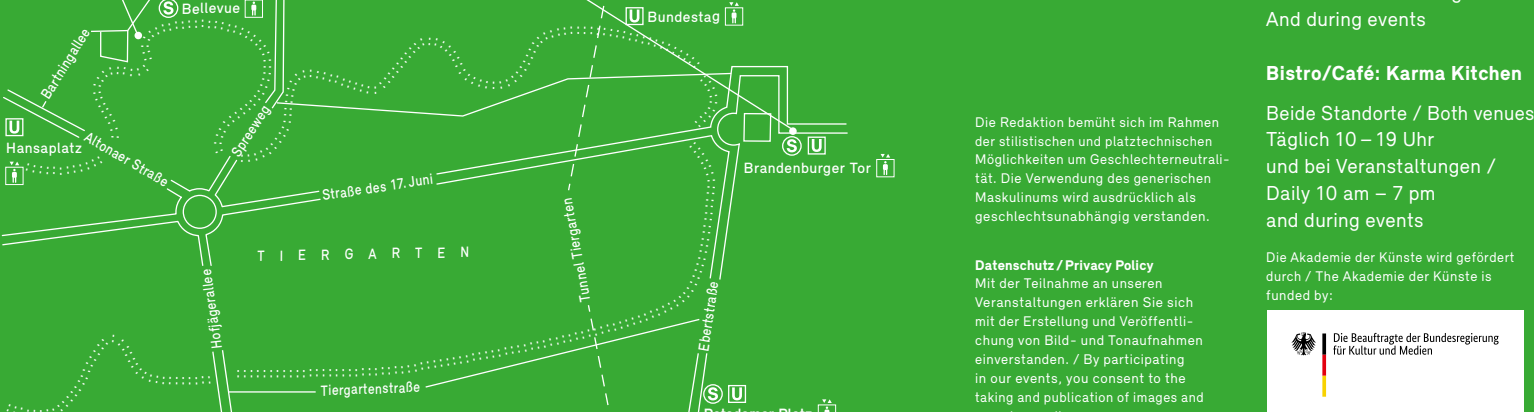 S Bellevue
U Bundestag
Bartningallee
U
Hansaplatz
Altonaer Straße
Spreeweg
Straße des 17. Juni
S U
Brandenburger Tor
TIERGARTEN
Tunnel Tiergarten
Hofjägerallee
Ebertstraße
Tiergartenstraße
S U
Die Redaktion bemüht sich im Rahmen
der stilistischen und platztechnischen
Möglichkeiten um Geschlechterneutrali-
tät. Die Verwendung des generischen
Maskulinums wird ausdrücklich als
geschlechtsunabhängig verstanden.
Datenschutz / Privacy Policy
Mit der Teilnahme an unseren
Veranstaltungen erklären Sie sich
mit der Erstellung und Veröffentli-
chung von Bild- und Tonaufnahmen
einverstanden. / By participating
in our events, you consent to the
taking and publication of images and
And during events
Bistro/Café: Karma Kitchen
Beide Standorte / Both venues
Täglich 10 – 19 Uhr
und bei Veranstaltungen /
Daily 10 am – 7 pm
and during events
Die Akademie der Künste wird gefördert
durch / The Akademie der Künste is
funded by:
Die Beauftragte der Bundesregierung
für Kultur und Medien